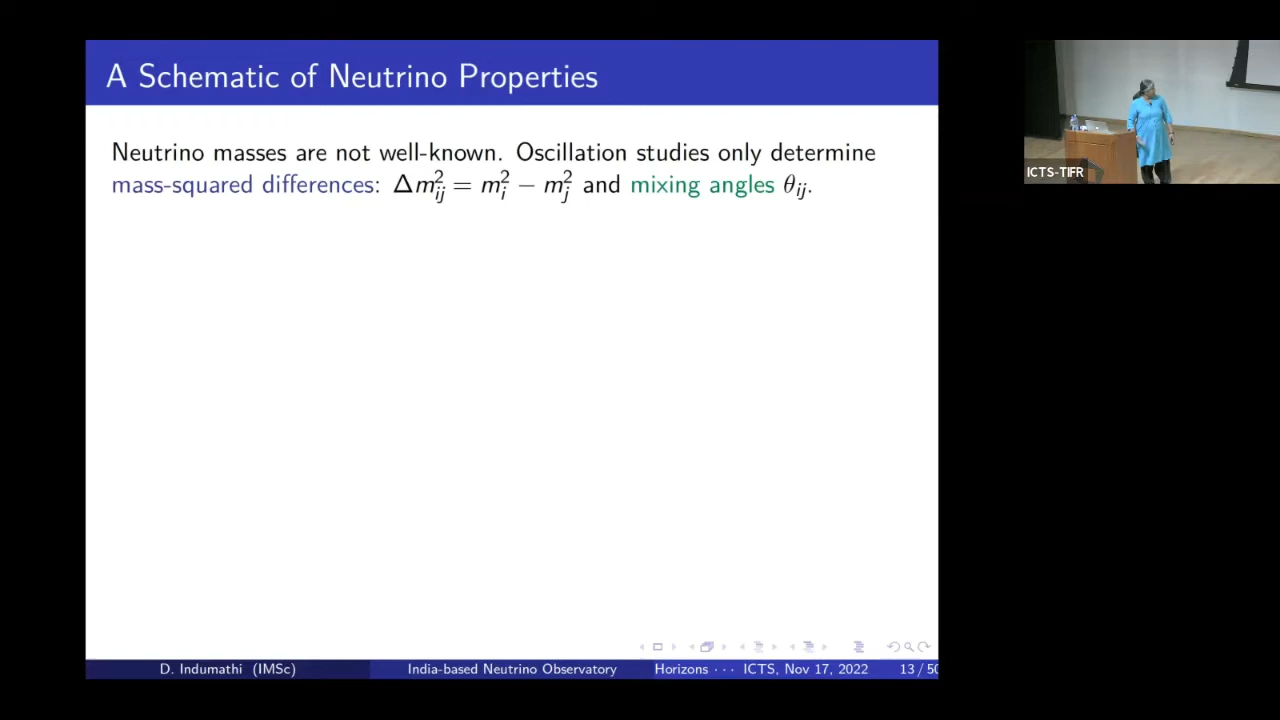 A Schematic of Neutrino Properties
Neutrino masses are not well-known. Oscillation studies only determine
mass-squared differences: Δm²ᵢⱼ = m²ᵢ − m²ⱼ and mixing angles θᵢⱼ.
ICTS-TIFR
D. Indumathi (IMSc) India-based Neutrino Observatory Horizons · · · ICTS, Nov 17, 2022 13 / 50